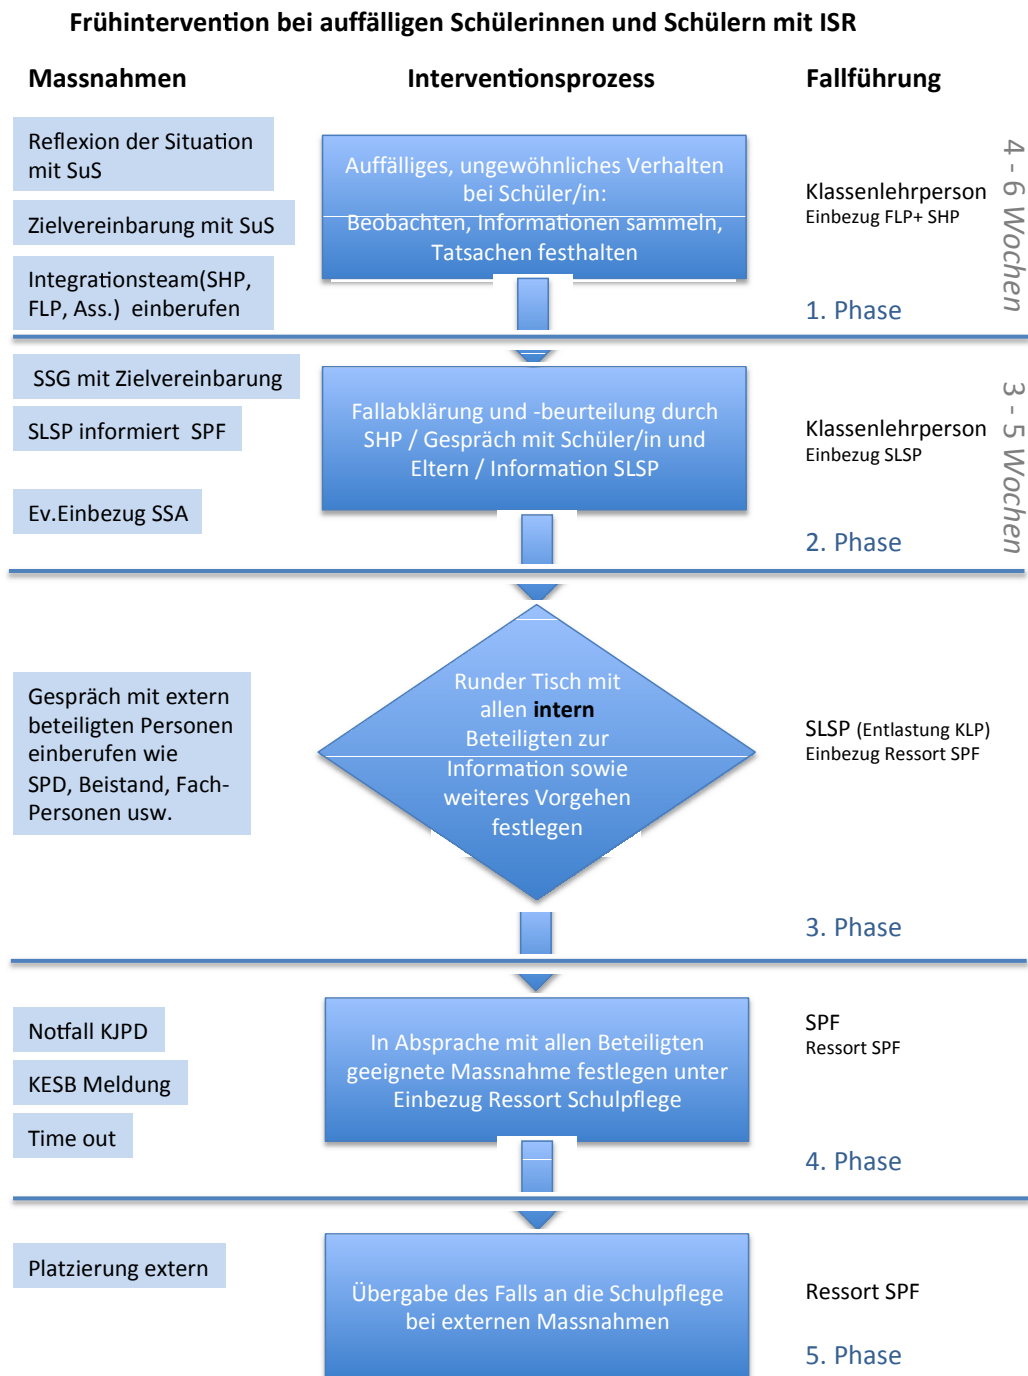 Frühintervention bei auffälligen Schülerinnen und Schülern mit ISR
Massnahmen
Interventionsprozess
Fallführung
Reflexion der Situation
mit SuS
Zielvereinbarung mit SuS
Integrationsteam(SHP,
FLP, Ass.) einberufen
Auffälliges, ungewöhnliches Verhalten
bei Schüler/in:
Beobachten, Informationen sammeln,
Tatsachen festhalten
Klassenlehrperson
Einbezug FLP+ SHP
1. Phase
4 - 6 Wochen
SSG mit Zielvereinbarung
SLSP informiert SPF
Ev.Einbezug SSA
Fallabklärung und -beurteilung durch
SHP / Gespräch mit Schüler/in und
Eltern / Information SLSP
Klassenlehrperson
Einbezug SLSP
2. Phase
3 - 5 Wochen
Gespräch mit extern
beteiligten Personen
einberufen wie
SPD, Beistand, Fach-
Personen usw.
Runder Tisch mit
allen intern
Beteiligten zur
Information sowie
weiteres Vorgehen
festlegen
SLSP (Entlastung KLP)
Einbezug Ressort SPF
3. Phase
Notfall KJPD
KESB Meldung
Time out
In Absprache mit allen Beteiligten
geeignete Massnahme festlegen unter
Einbezug Ressort Schulpflege
SPF
Ressort SPF
4. Phase
Platzierung extern
Übergabe des Falls an die Schulpflege
bei externen Massnahmen
Ressort SPF
5. Phase